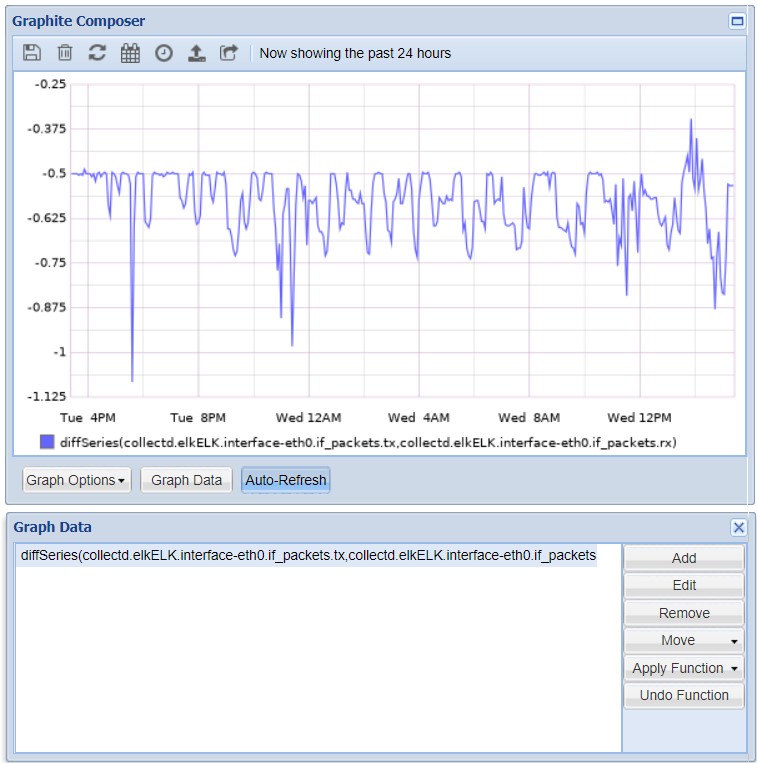 Graphite Composer
Now showing the past 24 hours
-0.25
-0.375
-0.5
-0.625
-0.75
-0.875
-1
-1.125
Tue 4PM Tue 8PM Wed 12AM Wed 4AM Wed 8AM Wed 12PM
diffSeries(collectd.elkELK.interface-eth0.if_packets.tx,collectd.elkELK.interface-eth0.if_packets.rx)
Graph Options Graph Data Auto-Refresh
Graph Data
diffSeries(collectd.elkELK.interface-eth0.if_packets.tx,collectd.elkELK.interface-eth0.if_packets
Add
Edit
Remove
Move
Apply Function
Undo Function